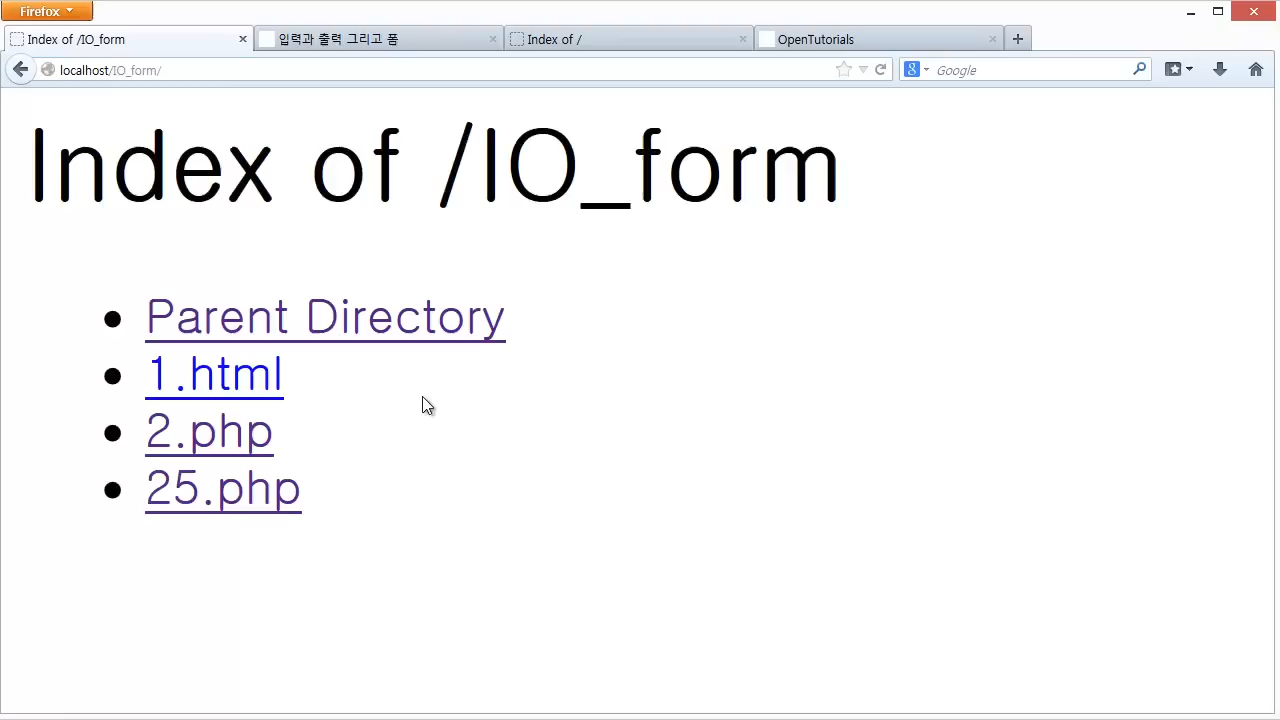 Firefox
Index of /IO_form
입력과 출력 그리고 폼
Index of /
OpenTutorials
localhost/IO_form/
Google
Index of /IO_form
Parent Directory
1.html
2.php
25.php